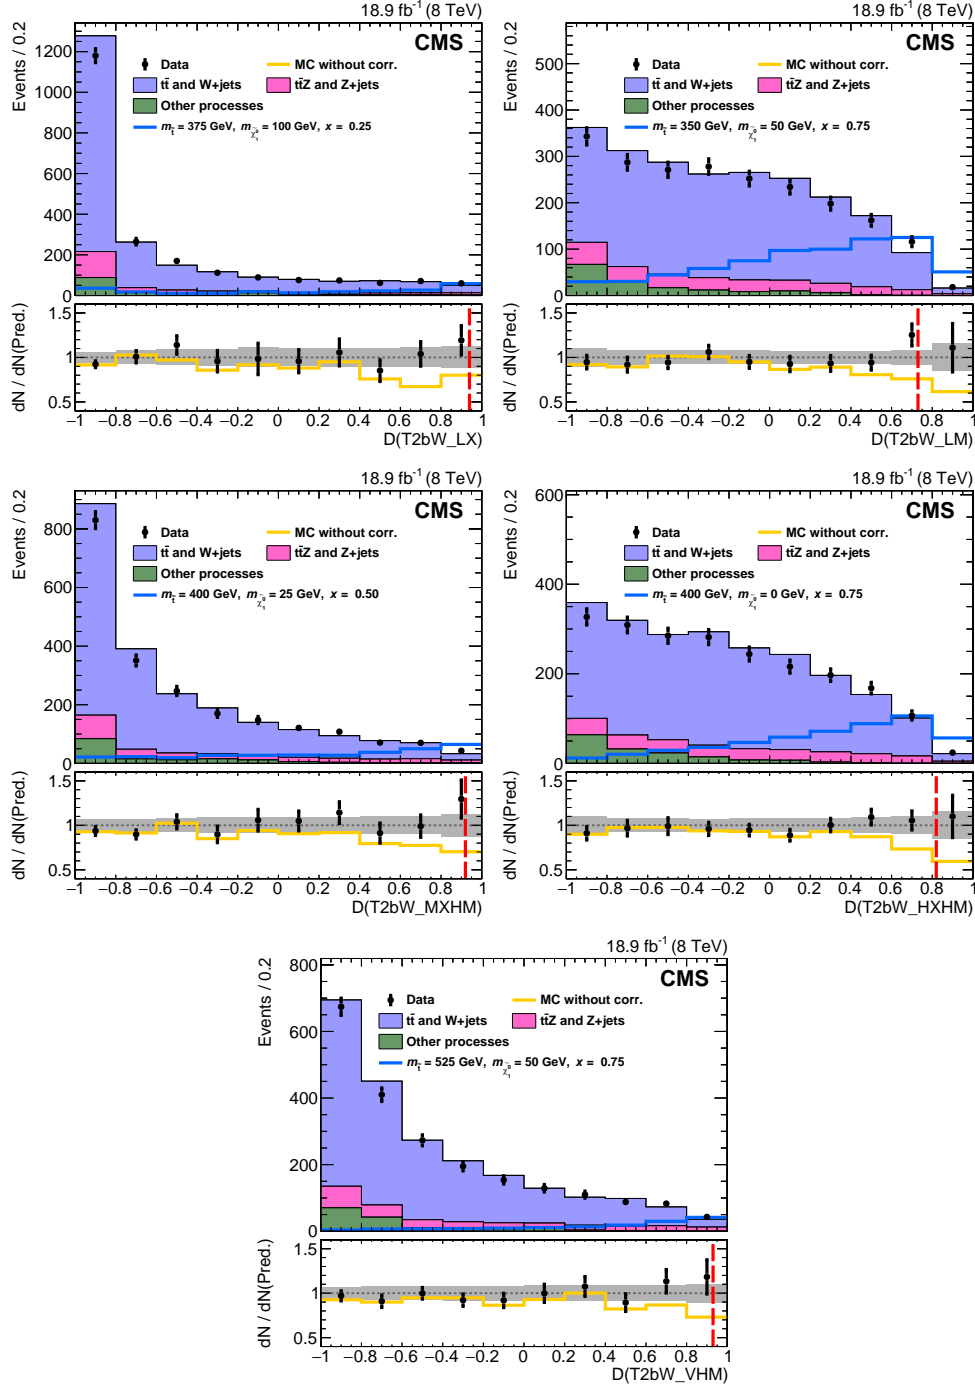 18.9 fb⁻¹ (8 TeV)
Events / 0.2
CMS
Data
MC without corr.
tt̄ and W+jets
tt̄Z and Z+jets
Other processes
m_t̃ = 375 GeV, m_χ̃₁⁰ = 100 GeV, x = 0.25
1200
1000
800
600
400
200
0
dN / dN(Pred.)
1.5
1
0.5
−1 −0.8 −0.6 −0.4 −0.2 0 0.2 0.4 0.6 0.8 1
D(T2bW_LX)
18.9 fb⁻¹ (8 TeV)
Events / 0.2
CMS
Data
MC without corr.
tt̄ and W+jets
tt̄Z and Z+jets
Other processes
m_t̃ = 350 GeV, m_χ̃₁⁰ = 50 GeV, x = 0.75
500
400
300
200
100
0
dN / dN(Pred.)
1.5
1
0.5
−1 −0.8 −0.6 −0.4 −0.2 0 0.2 0.4 0.6 0.8 1
D(T2bW_LM)
18.9 fb⁻¹ (8 TeV)
Events / 0.2
CMS
Data
MC without corr.
tt̄ and W+jets
tt̄Z and Z+jets
Other processes
m_t̃ = 400 GeV, m_χ̃₁⁰ = 25 GeV, x = 0.50
800
600
400
200
0
dN / dN(Pred.)
1.5
1
0.5
−1 −0.8 −0.6 −0.4 −0.2 0 0.2 0.4 0.6 0.8 1
D(T2bW_MXHM)
18.9 fb⁻¹ (8 TeV)
Events / 0.2
CMS
Data
MC without corr.
tt̄ and W+jets
tt̄Z and Z+jets
Other processes
m_t̃ = 400 GeV, m_χ̃₁⁰ = 0 GeV, x = 0.75
600
400
200
0
dN / dN(Pred.)
1.5
1
0.5
−1 −0.8 −0.6 −0.4 −0.2 0 0.2 0.4 0.6 0.8 1
D(T2bW_HXHM)
18.9 fb⁻¹ (8 TeV)
Events / 0.2
CMS
Data
MC without corr.
tt̄ and W+jets
tt̄Z and Z+jets
Other processes
m_t̃ = 525 GeV, m_χ̃₁⁰ = 50 GeV, x = 0.75
800
600
400
200
0
dN / dN(Pred.)
1.5
1
0.5
−1 −0.8 −0.6 −0.4 −0.2 0 0.2 0.4 0.6 0.8 1
D(T2bW_VHM)